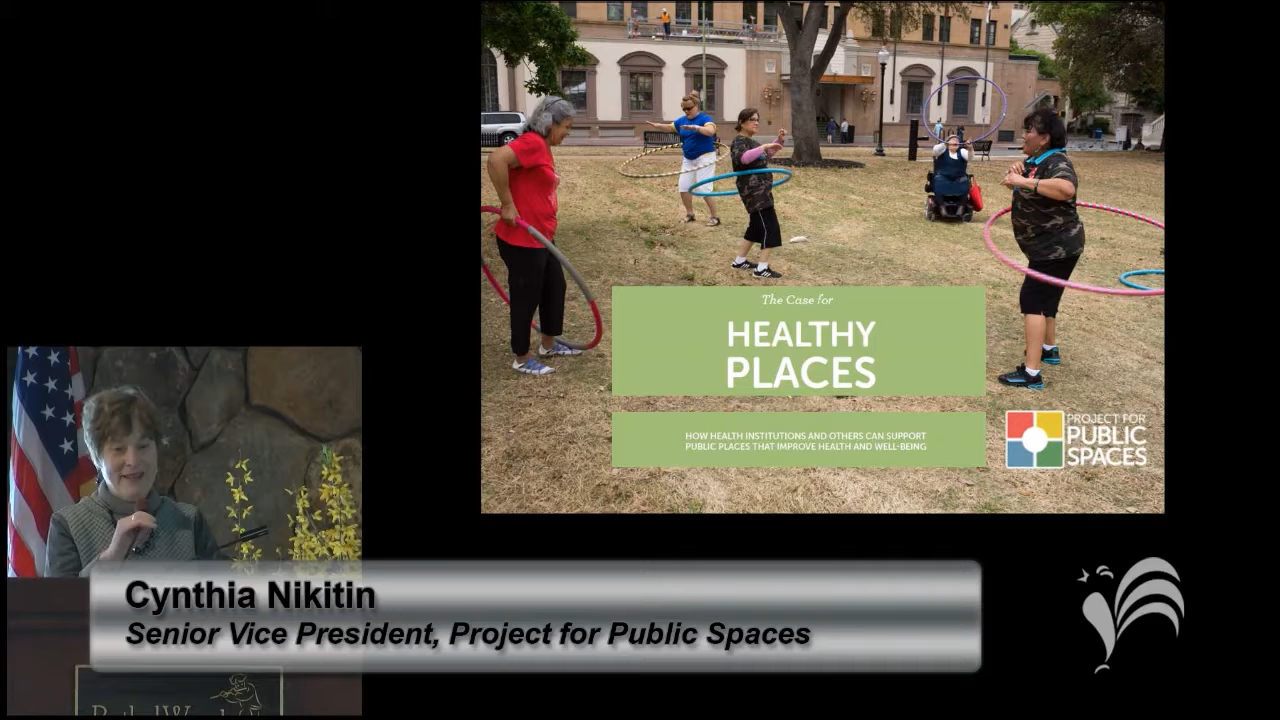 The Case for
HEALTHY
PLACES
HOW HEALTH INSTITUTIONS AND OTHERS CAN SUPPORT
PUBLIC PLACES THAT IMPROVE HEALTH AND WELL-BEING
PROJECT FOR
PUBLIC
SPACES
Cynthia Nikitin
Senior Vice President, Project for Public Spaces